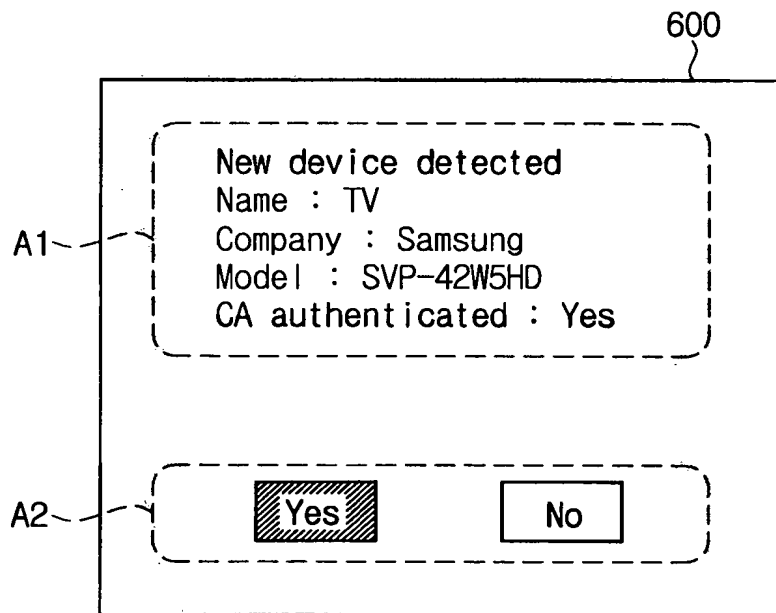 600
New device detected
Name : TV
A1
Company : Samsung
Model : SVP-42W5HD
CA authenticated : Yes
A2
Yes No